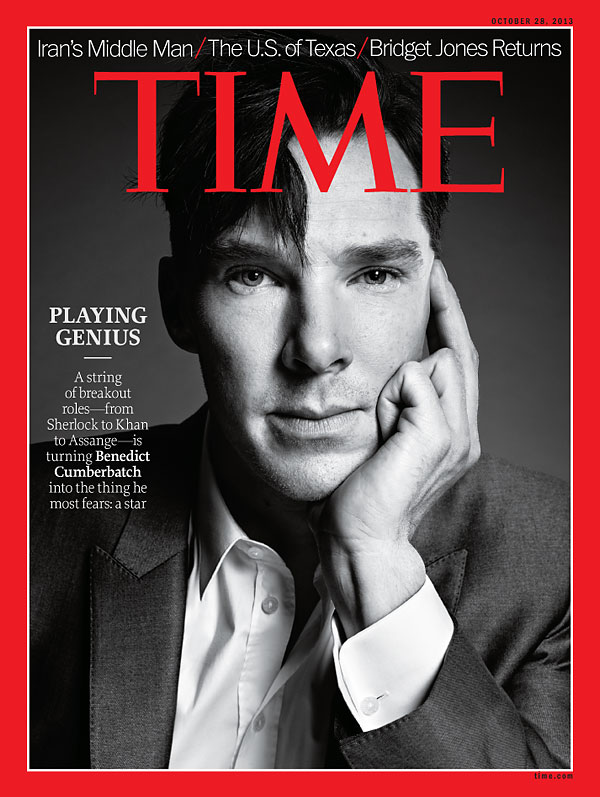 OCTOBER 28, 2013
Iran's Middle Man/The U.S. of Texas/Bridget Jones Returns
TIME
PLAYING
GENIUS
A string
of breakout
roles—from
Sherlock to Khan
to Assange—is
turning Benedict
Cumberbatch
into the thing he
most fears: a star
time.com